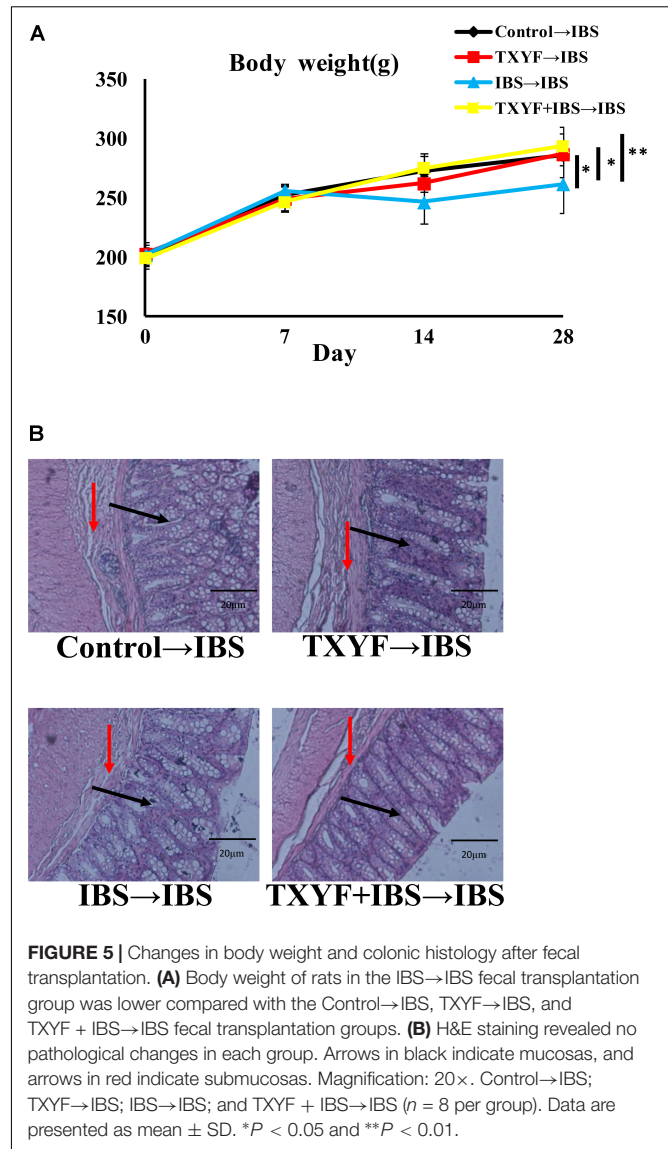 A
Control→IBS
TXYF→IBS
IBS→IBS
TXYF+IBS→IBS
Body weight(g)
350
300
250
200
150
0 7 14 28
Day
* * **
B
20μm
20μm
Control→IBS TXYF→IBS
20μm
20μm
IBS→IBS TXYF+IBS→IBS
FIGURE 5 | Changes in body weight and colonic histology after fecal
transplantation. (A) Body weight of rats in the IBS→IBS fecal transplantation
group was lower compared with the Control→IBS, TXYF→IBS, and
TXYF + IBS→IBS fecal transplantation groups. (B) H&E staining revealed no
pathological changes in each group. Arrows in black indicate mucosas, and
arrows in red indicate submucosas. Magnification: 20×. Control→IBS;
TXYF→IBS; IBS→IBS; and TXYF + IBS→IBS (n = 8 per group). Data are
presented as mean ± SD. *P < 0.05 and **P < 0.01.